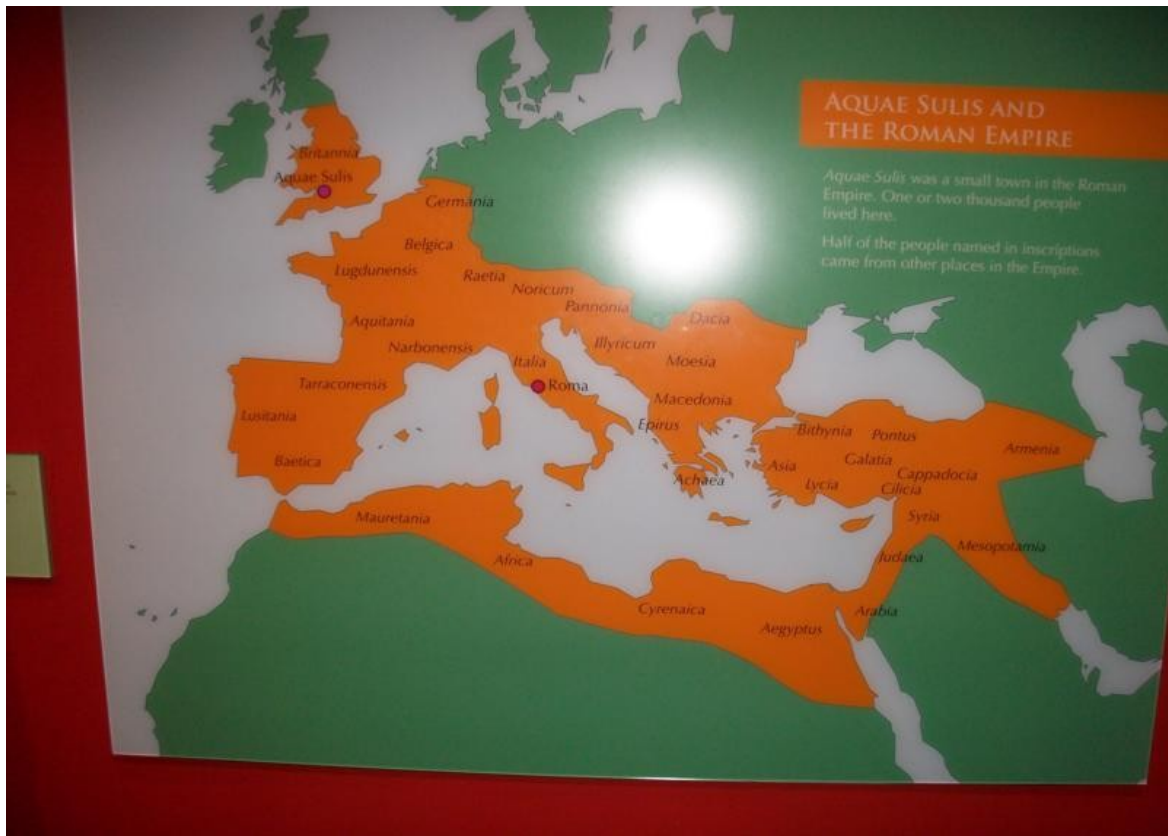 AQUAE SULIS AND
THE ROMAN EMPIRE
Aquae Sulis was a small town in the Roman
Empire. One or two thousand people
lived here.
Half of the people named in inscriptions
came from other places in the Empire.
Britannia
Aquae Sulis
Germania
Belgica
Lugdunensis
Raetia
Noricum
Pannonia
Dacia
Aquitania
Narbonensis
Illyricum
Italia
Moesia
Roma
Tarraconensis
Macedonia
Lusitania
Epirus
Bithynia
Pontus
Armenia
Baetica
Achaea
Asia
Galatia
Cappadocia
Lycia
Cilicia
Mauretania
Syria
Africa
Judaea
Mesopotamia
Cyrenaica
Arabia
Aegyptus